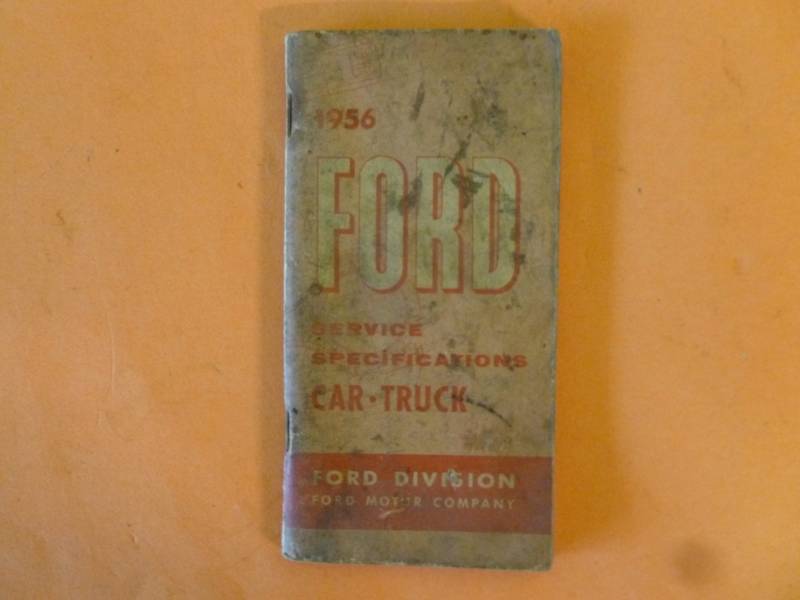 1956
FORD
SERVICE
SPECIFICATIONS
CAR·TRUCK
FORD DIVISION
FORD MOTOR COMPANY